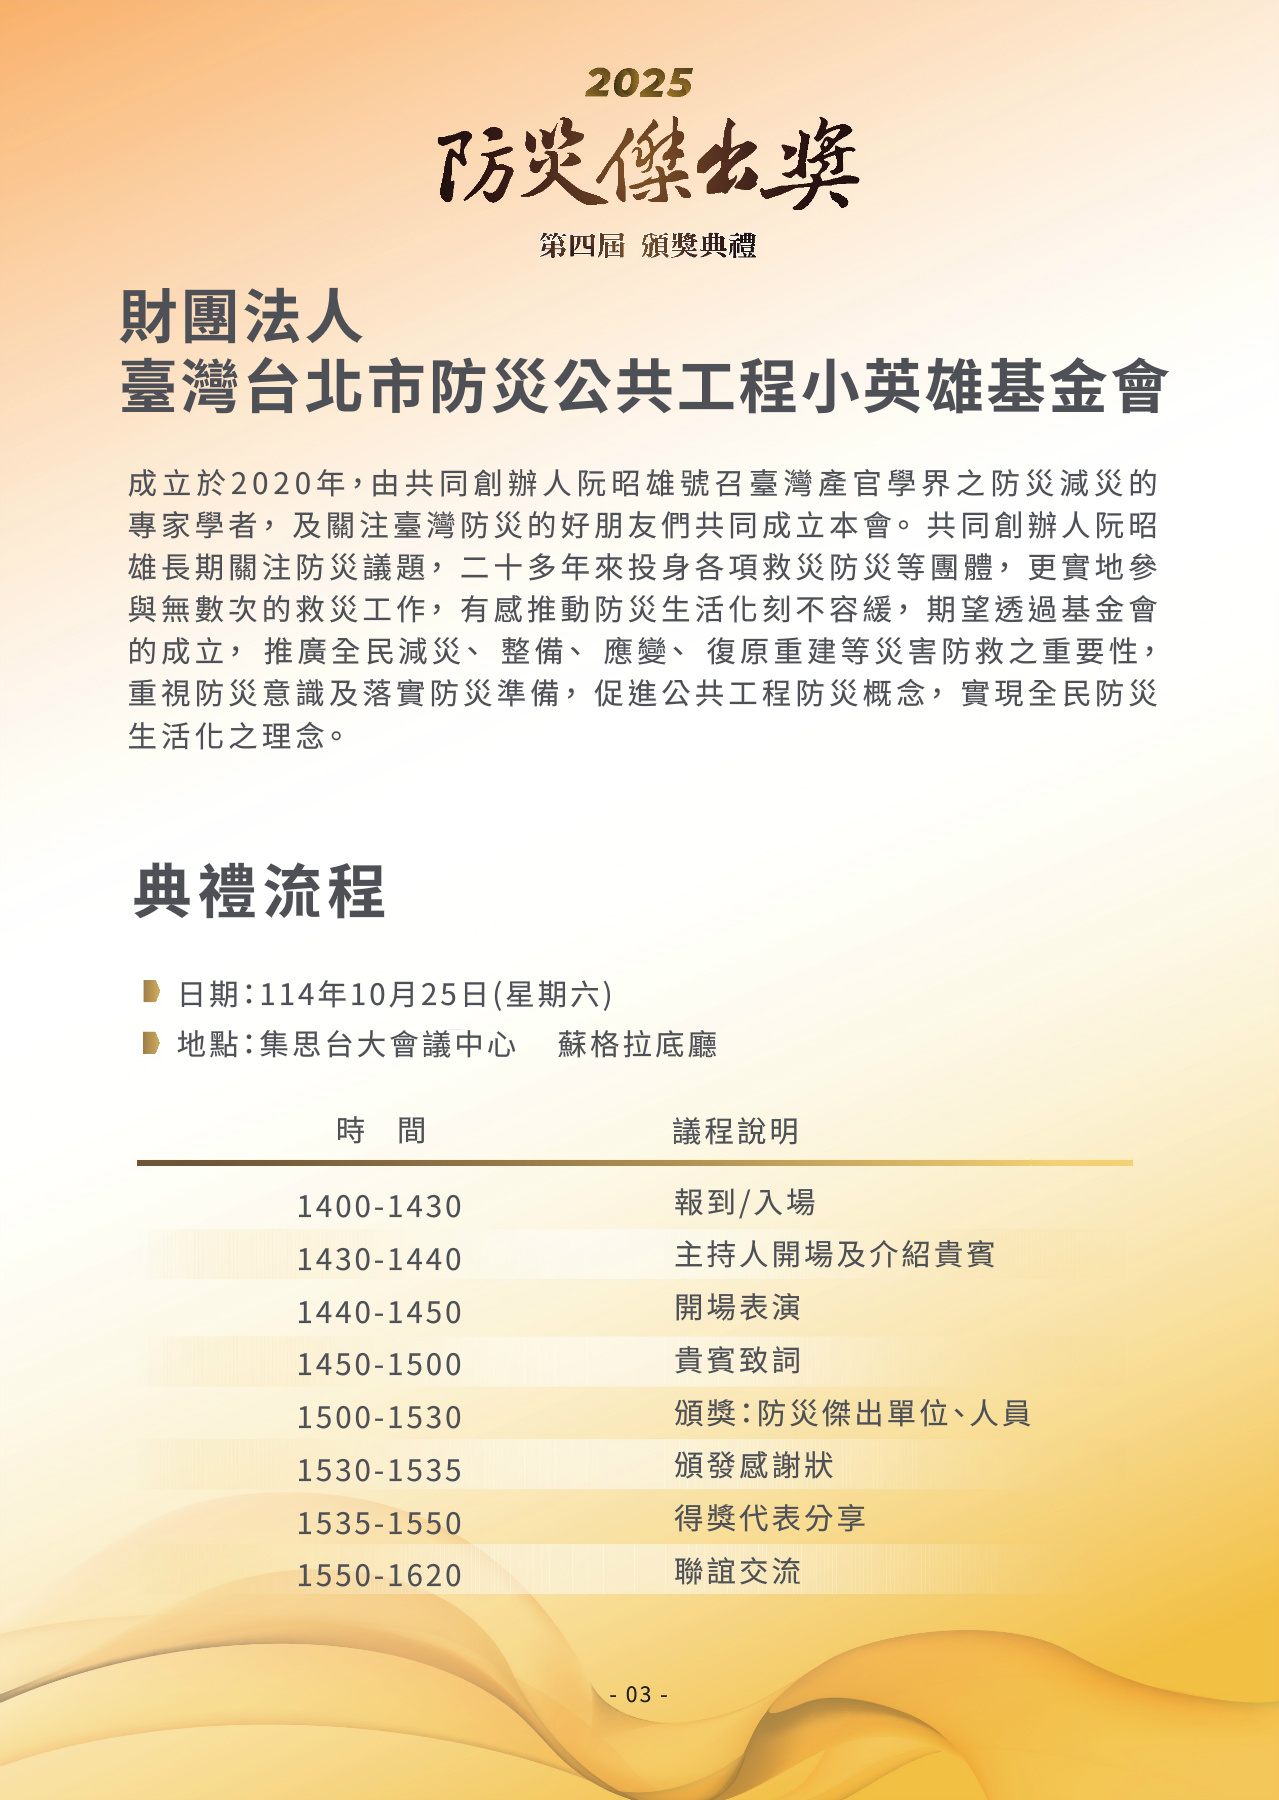 2025
防災傑出獎
第四屆 頒獎典禮
財團法人
臺灣台北市防災公共工程小英雄基金會
成立於2020年，由共同創辦人阮昭雄號召臺灣產官學界之防災減災的
專家學者，及關注臺灣防災的好朋友們共同成立本會。共同創辦人阮昭
雄長期關注防災議題，二十多年來投身各項救災防災等團體，更實地參
與無數次的救災工作，有感推動防災生活化刻不容緩，期望透過基金會
的成立，推廣全民減災、整備、應變、復原重建等災害防救之重要性，
重視防災意識及落實防災準備，促進公共工程防災概念，實現全民防災
生活化之理念。
典禮流程
日期：114年10月25日(星期六)
地點：集思台大會議中心 蘇格拉底廳
時 間 議程說明
1400-1430 報到/入場
1430-1440 主持人開場及介紹貴賓
1440-1450 開場表演
1450-1500 貴賓致詞
1500-1530 頒獎：防災傑出單位、人員
1530-1535 頒發感謝狀
1535-1550 得獎代表分享
1550-1620 聯誼交流
- 03 -